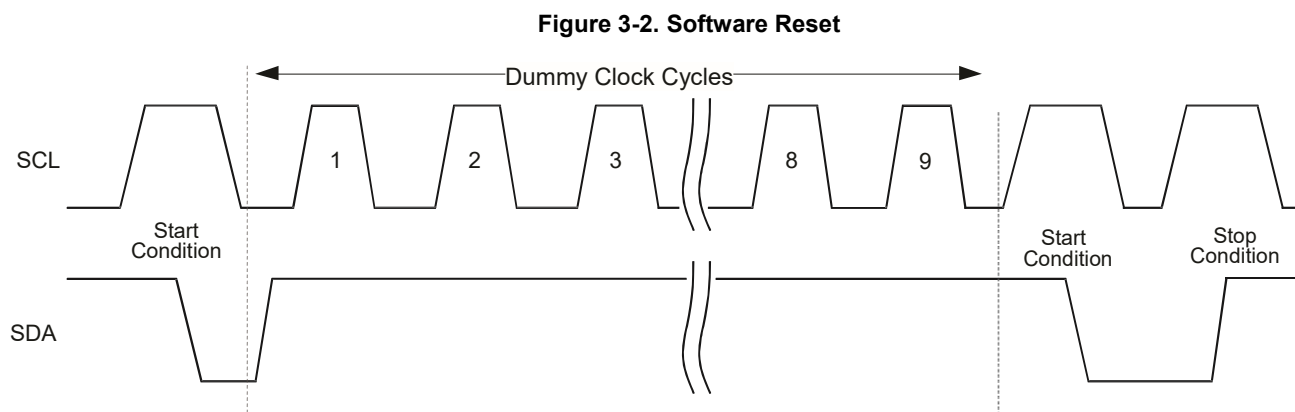 Figure 3-2. Software Reset
Dummy Clock Cycles
SCL
1
2
3
8
9
Start
Condition
Start
Condition
Stop
Condition
SDA